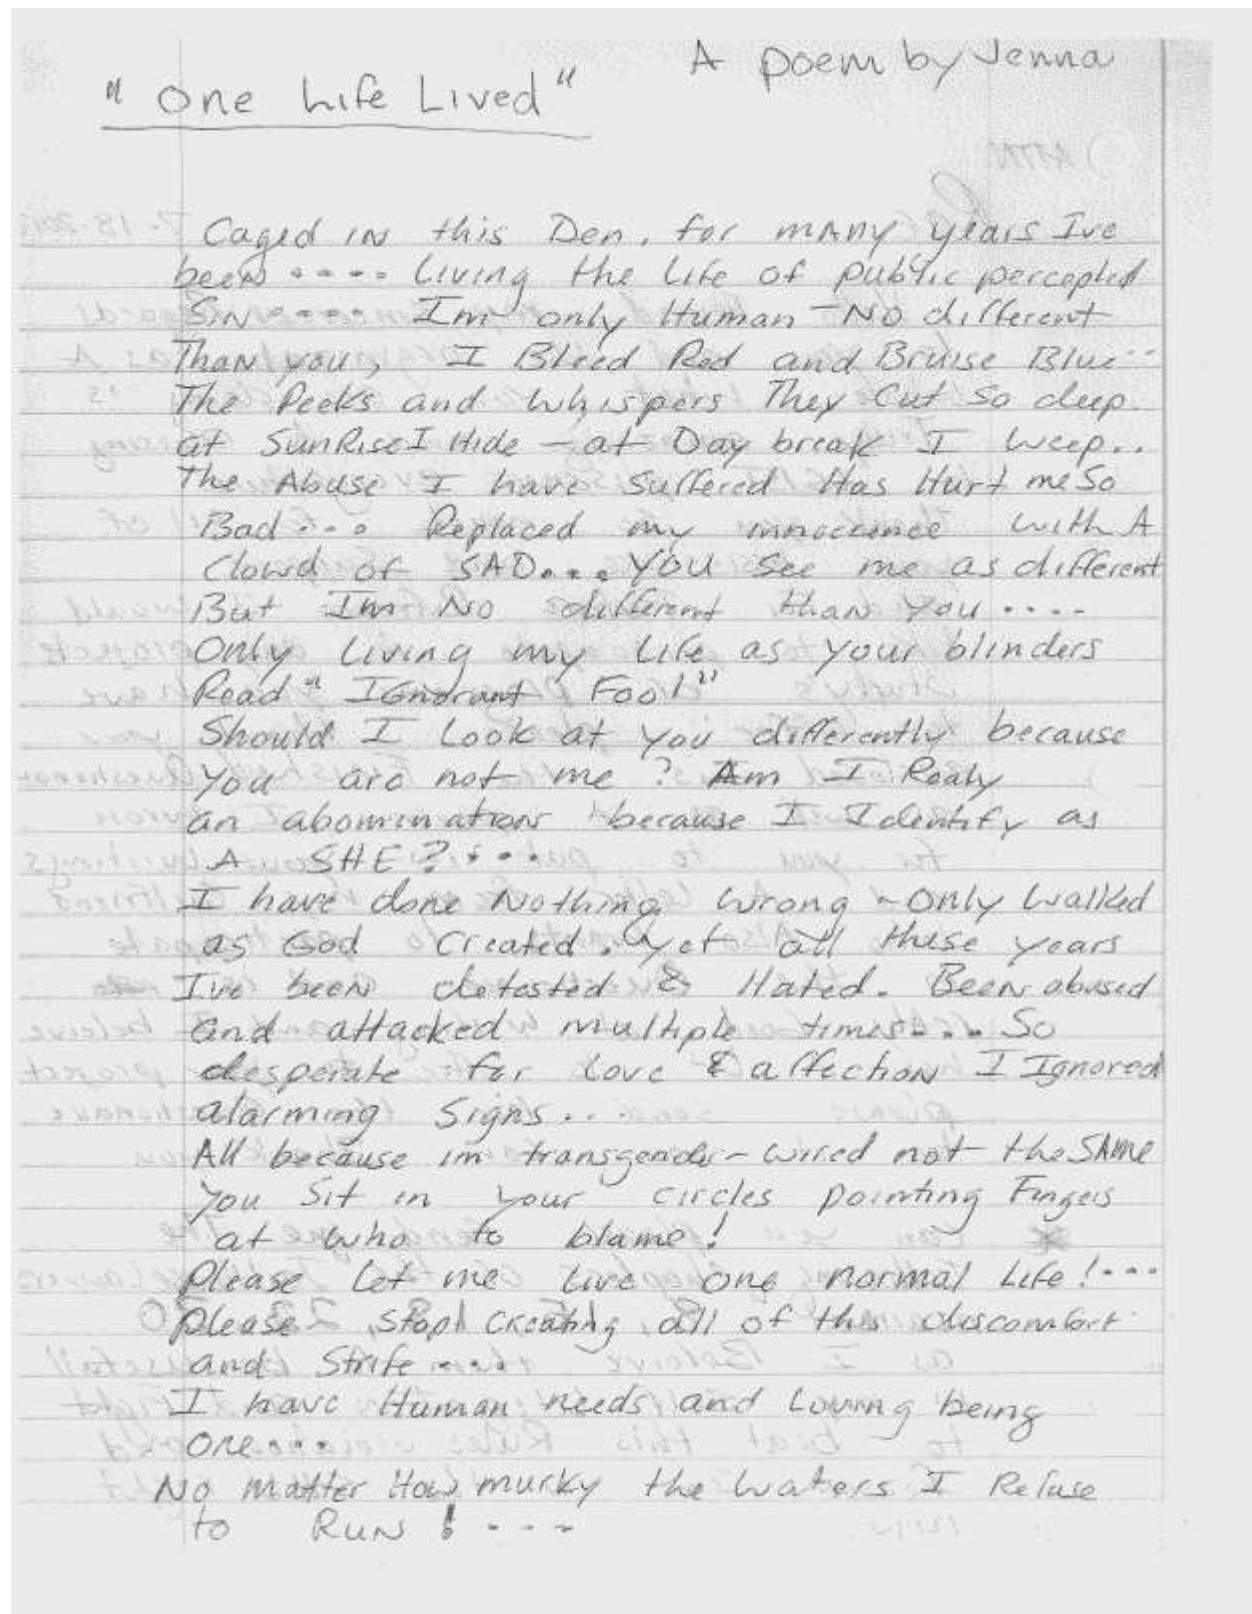 A poem by Jenna
"One Life Lived"
Caged in this Den, for many years Ive
been .... Living the Life of public percepted
Sin ..... Im only Human - No different
Than you, I Bleed Red and Bruise Blue..
The Peeks and Whispers They Cut So deep.
at SunRise I Hide - at Day break I weep..
The Abuse I have Suffered Has Hurt me So
Bad .... Replaced my innocence with A
Clowd of SAD.... You See me as different
But Im No different than You ....
Only living my Life as your blinders
Read "IGnorant Fool"
Should I Look at You differently because
You are not me? Am I Realy
an abomination because I Identify as
A SHE?....
I have done Nothing Wrong - only Walked
as God Created. yet all these years
Ive been detested & Hated. Been abused
and attacked multiple times... So
desperate for Love & affection I Ignored
alarming Signs..
All because im transgender - wired not the SAme
You Sit in your circles pointing Fingers
at who to blame!
Please Let me Live one normal Life!...
Please Stop Creating all of this discomfort
and Strife ....
I have Human needs and Loving being
one....
No matter How murky the Waters I Refuse
to RUN! ...